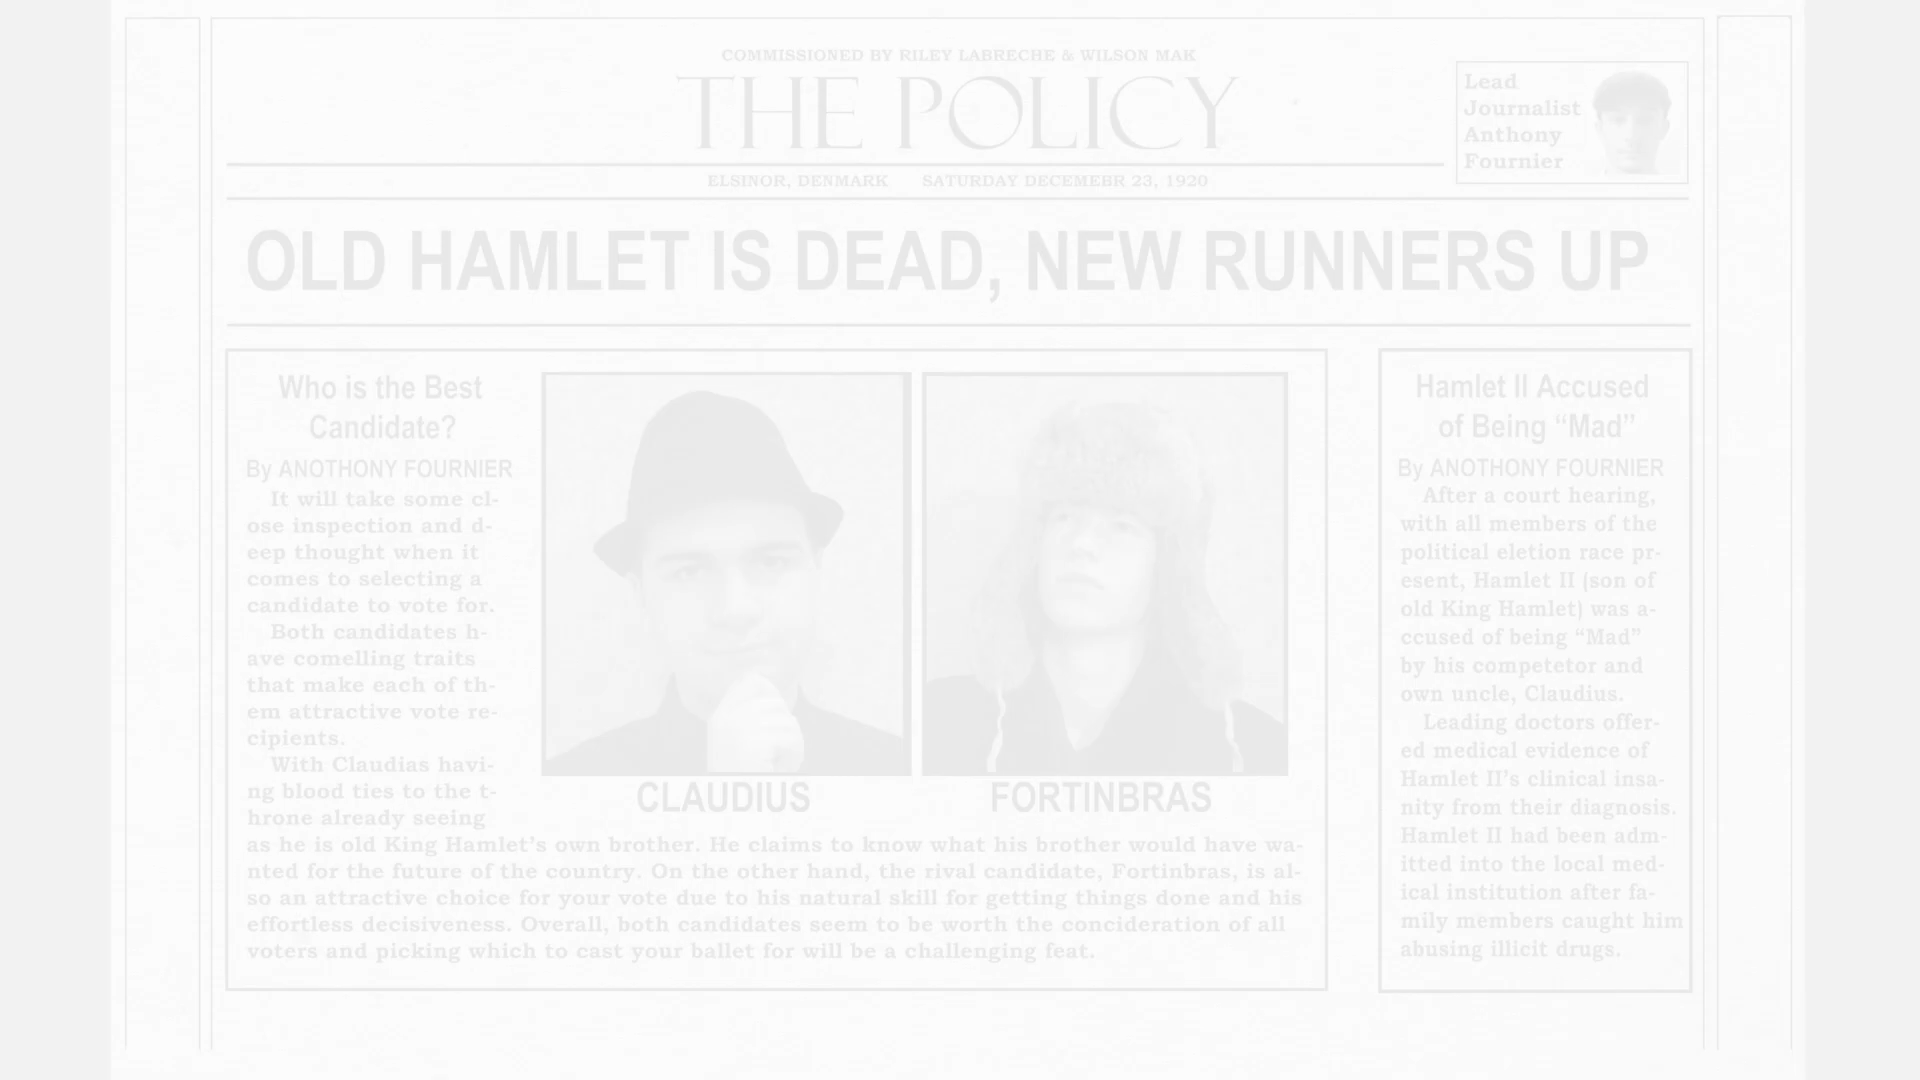 COMMISSIONED BY RILEY LABRECHE & WILSON MAK
THE POLICY
Lead
Journalist
Anthony
Fournier
ELSINOR, DENMARK SATURDAY DECEMEBR 23, 1920
OLD HAMLET IS DEAD, NEW RUNNERS UP
Who is the Best
Candidate?
By ANOTHONY FOURNIER
It will take some cl-
ose inspection and d-
eep thought when it
comes to selecting a
candidate to vote for.
Both candidates h-
ave comelling traits
that make each of th-
em attractive vote re-
cipients.
With Claudias havi-
ng blood ties to the t-
hrone already seeing
as he is old King Hamlet's own brother. He claims to know what his brother would have wa-
nted for the future of the country. On the other hand, the rival candidate, Fortinbras, is al-
so an attractive choice for your vote due to his natural skill for getting things done and his
effortless decisiveness. Overall, both candidates seem to be worth the concideration of all
voters and picking which to cast your ballet for will be a challenging feat.
CLAUDIUS
FORTINBRAS
Hamlet II Accused
of Being “Mad”
By ANOTHONY FOURNIER
After a court hearing,
with all members of the
political eletion race pr-
esent, Hamlet II (son of
old King Hamlet) was a-
ccused of being “Mad”
by his competetor and
own uncle, Claudius.
Leading doctors offer-
ed medical evidence of
Hamlet II's clinical insa-
nity from their diagnosis.
Hamlet II had been adm-
itted into the local med-
ical institution after fa-
mily members caught him
abusing illicit drugs.